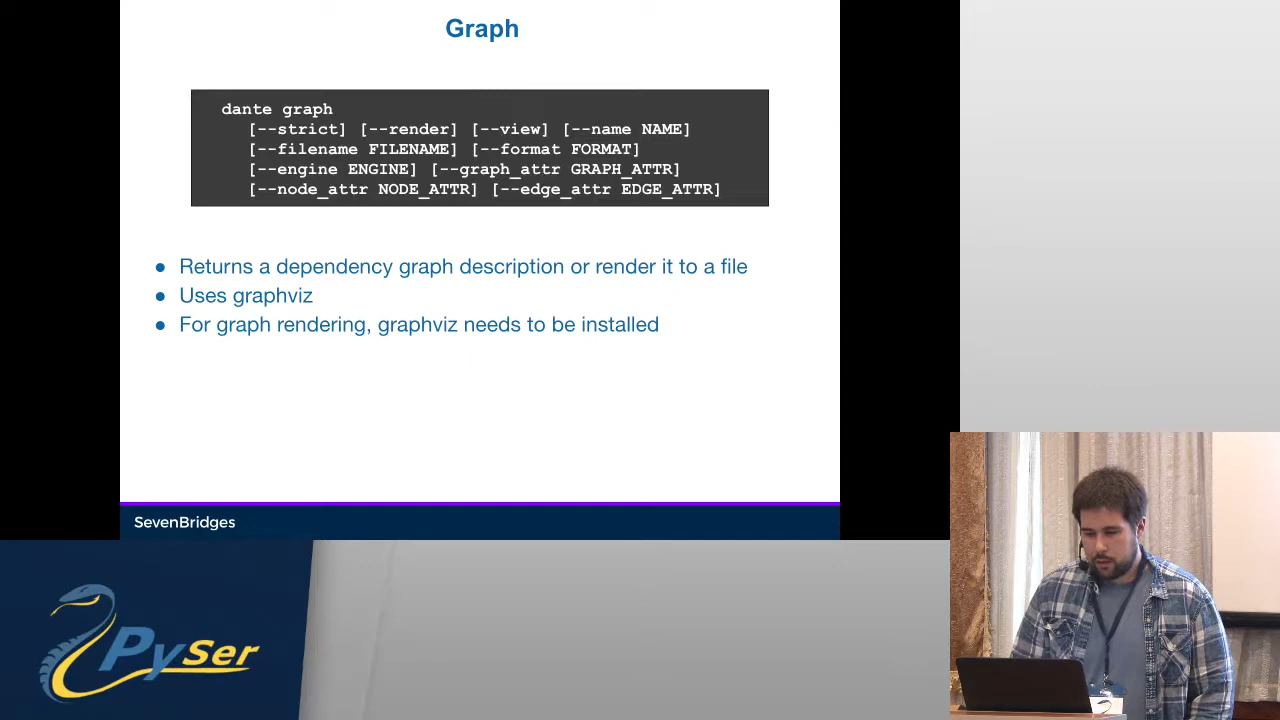 Graph
dante graph
[--strict] [--render] [--view] [--name NAME]
[--filename FILENAME] [--format FORMAT]
[--engine ENGINE] [--graph_attr GRAPH_ATTR]
[--node_attr NODE_ATTR] [--edge_attr EDGE_ATTR]
● Returns a dependency graph description or render it to a file
● Uses graphviz
● For graph rendering, graphviz needs to be installed
SevenBridges
PySer